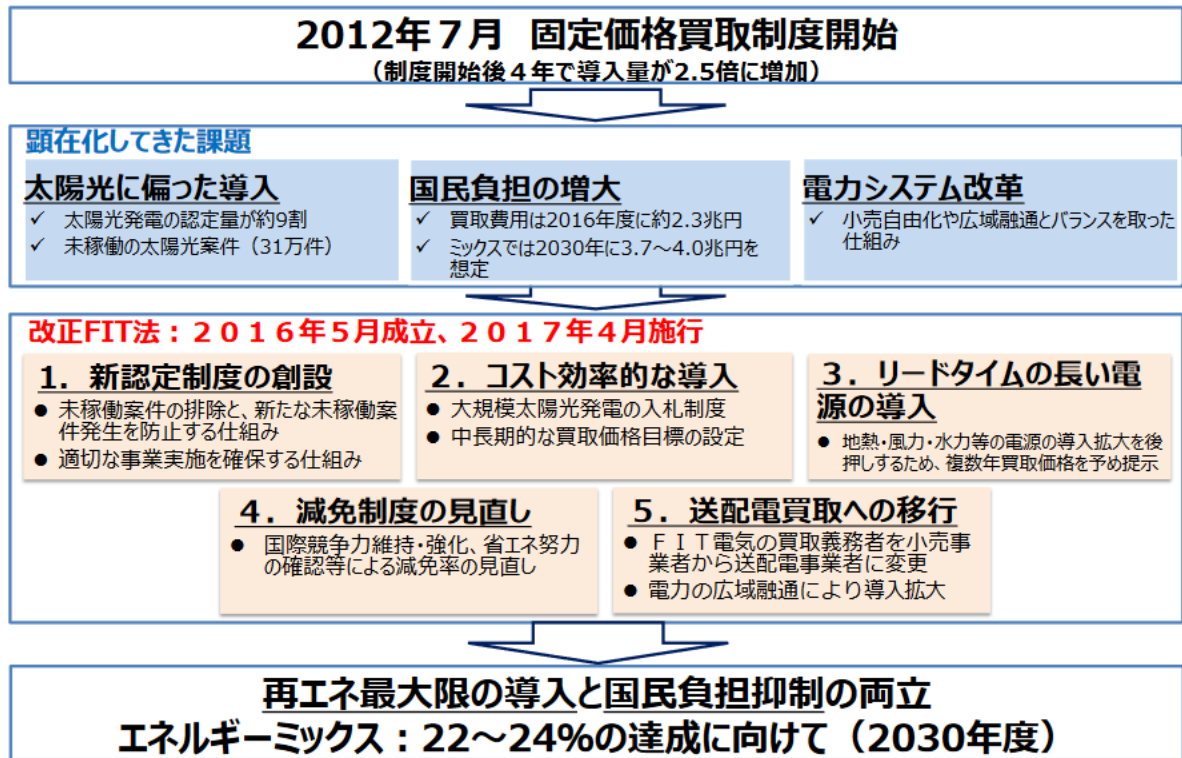 2012年７月 固定価格買取制度開始
（制度開始後４年で導入量が2.5倍に増加）
顕在化してきた課題
太陽光に偏った導入
✓ 太陽光発電の認定量が約9割
✓ 未稼働の太陽光案件（31万件）
国民負担の増大
✓ 買取費用は2016年度に約2.3兆円
✓ ミックスでは2030年に3.7～4.0兆円を
想定
電力システム改革
✓ 小売自由化や広域融通とバランスを取った
仕組み
改正FIT法：２０１６年５月成立、２０１７年４月施行
１．新認定制度の創設
● 未稼働案件の排除と、新たな未稼働案
件発生を防止する仕組み
● 適切な事業実施を確保する仕組み
２．コスト効率的な導入
● 大規模太陽光発電の入札制度
● 中長期的な買取価格目標の設定
３．リードタイムの長い電
源の導入
● 地熱・風力・水力等の電源の導入拡大を後
押しするため、複数年買取価格を予め提示
４．減免制度の見直し
● 国際競争力維持・強化、省エネ努力
の確認等による減免率の見直し
５．送配電買取への移行
● ＦＩＴ電気の買取義務者を小売事
業者から送配電事業者に変更
● 電力の広域融通により導入拡大
再エネ最大限の導入と国民負担抑制の両立
エネルギーミックス：22～24%の達成に向けて（2030年度）